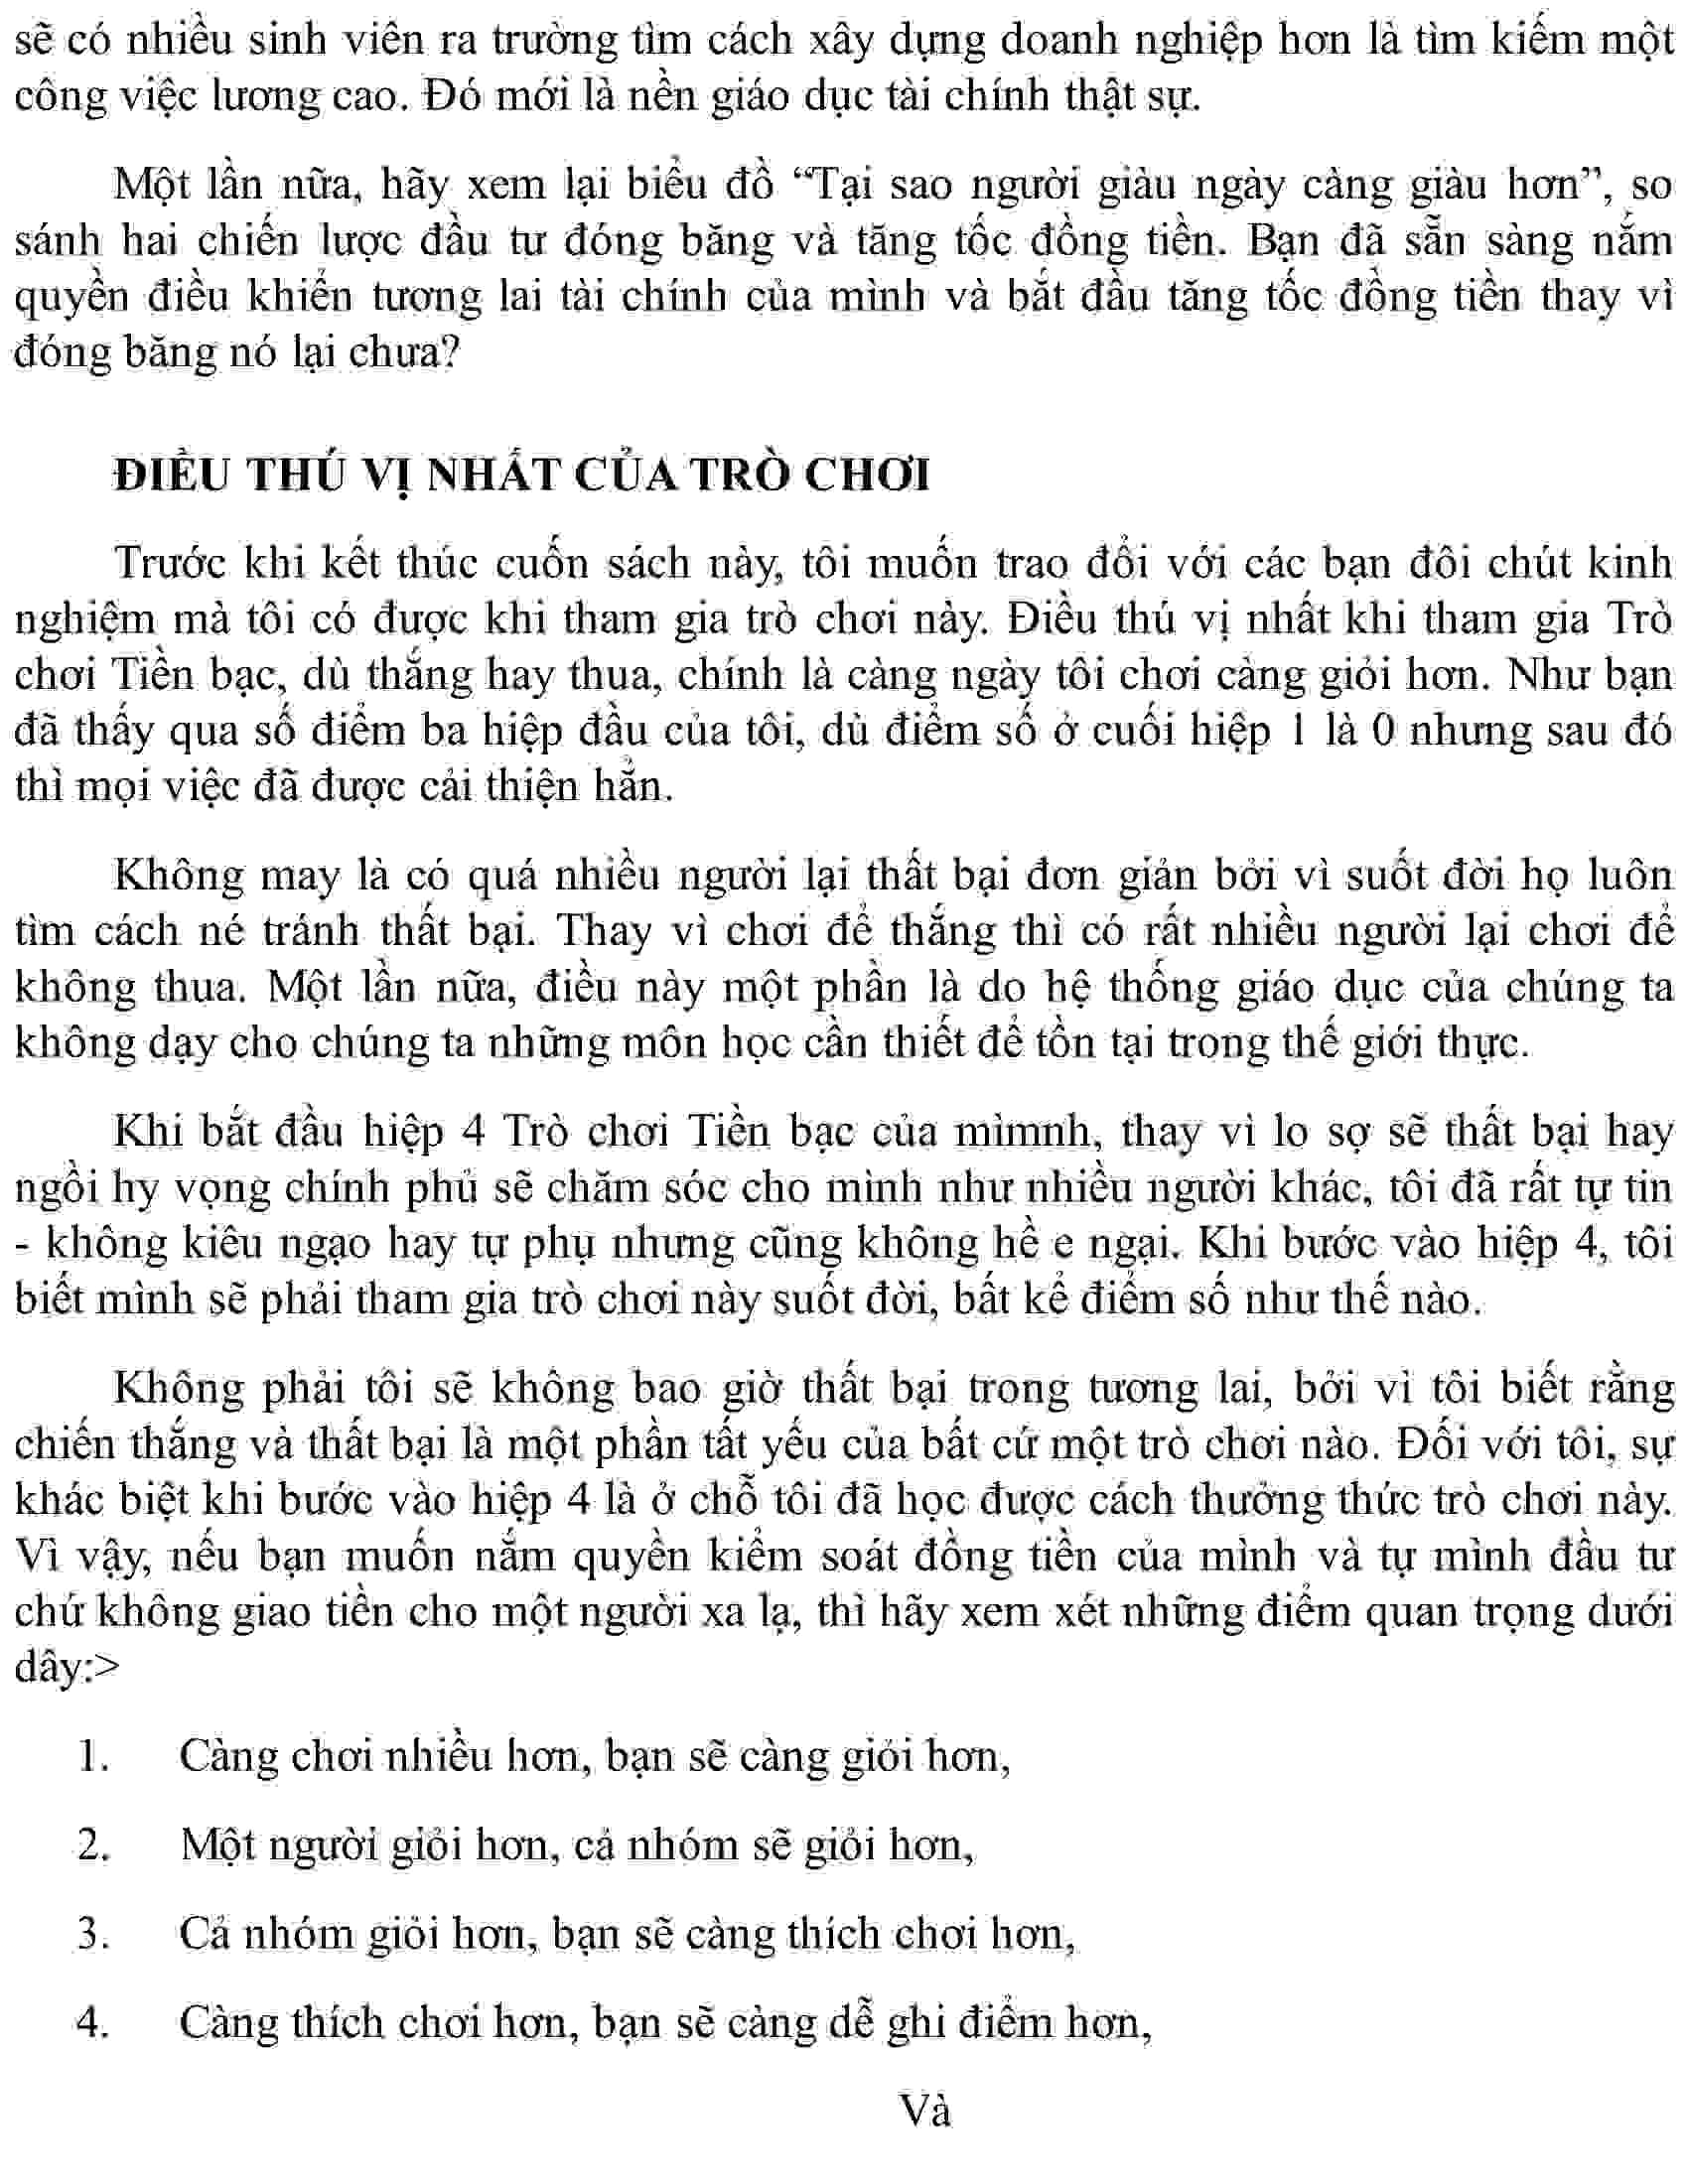 sẽ có nhiều sinh viên ra trường tìm cách xây dựng doanh nghiệp hơn là tìm kiếm một
công việc lương cao. Đó mới là nền giáo dục tài chính thật sự.
Một lần nữa, hãy xem lại biểu đồ “Tại sao người giàu ngày càng giàu hơn”, so
sánh hai chiến lược đầu tư đóng băng và tăng tốc đồng tiền. Bạn đã sẵn sàng nắm
quyền điều khiển tương lai tài chính của mình và bắt đầu tăng tốc đồng tiền thay vì
đóng băng nó lại chưa?
ĐIỀU THÚ VỊ NHẤT CỦA TRÒ CHƠI
Trước khi kết thúc cuốn sách này, tôi muốn trao đổi với các bạn đôi chút kinh
nghiệm mà tôi có được khi tham gia trò chơi này. Điều thú vị nhất khi tham gia Trò
chơi Tiền bạc, dù thắng hay thua, chính là càng ngày tôi chơi càng giỏi hơn. Như bạn
đã thấy qua số điểm ba hiệp đầu của tôi, dù điểm số ở cuối hiệp 1 là 0 nhưng sau đó
thì mọi việc đã được cải thiện hẳn.
Không may là có quá nhiều người lại thất bại đơn giản bởi vì suốt đời họ luôn
tìm cách né tránh thất bại. Thay vì chơi để thắng thì có rất nhiều người lại chơi để
không thua. Một lần nữa, điều này một phần là do hệ thống giáo dục của chúng ta
không dạy cho chúng ta những môn học cần thiết để tồn tại trong thế giới thực.
Khi bắt đầu hiệp 4 Trò chơi Tiền bạc của mìmnh, thay vì lo sợ sẽ thất bại hay
ngồi hy vọng chính phủ sẽ chăm sóc cho mình như nhiều người khác, tôi đã rất tự tin
- không kiêu ngạo hay tự phụ nhưng cũng không hề e ngại. Khi bước vào hiệp 4, tôi
biết mình sẽ phải tham gia trò chơi này suốt đời, bất kể điểm số như thế nào.
Không phải tôi sẽ không bao giờ thất bại trong tương lai, bởi vì tôi biết rằng
chiến thắng và thất bại là một phần tất yếu của bất cứ một trò chơi nào. Đối với tôi, sự
khác biệt khi bước vào hiệp 4 là ở chỗ tôi đã học được cách thưởng thức trò chơi này.
Vì vậy, nếu bạn muốn nắm quyền kiểm soát đồng tiền của mình và tự mình đầu tư
chứ không giao tiền cho một người xa lạ, thì hãy xem xét những điểm quan trọng dưới
dây:>
1. Càng chơi nhiều hơn, bạn sẽ càng giỏi hơn,
2. Một người giỏi hơn, cả nhóm sẽ giỏi hơn,
3. Cả nhóm giỏi hơn, bạn sẽ càng thích chơi hơn,
4. Càng thích chơi hơn, bạn sẽ càng dễ ghi điểm hơn,
Và